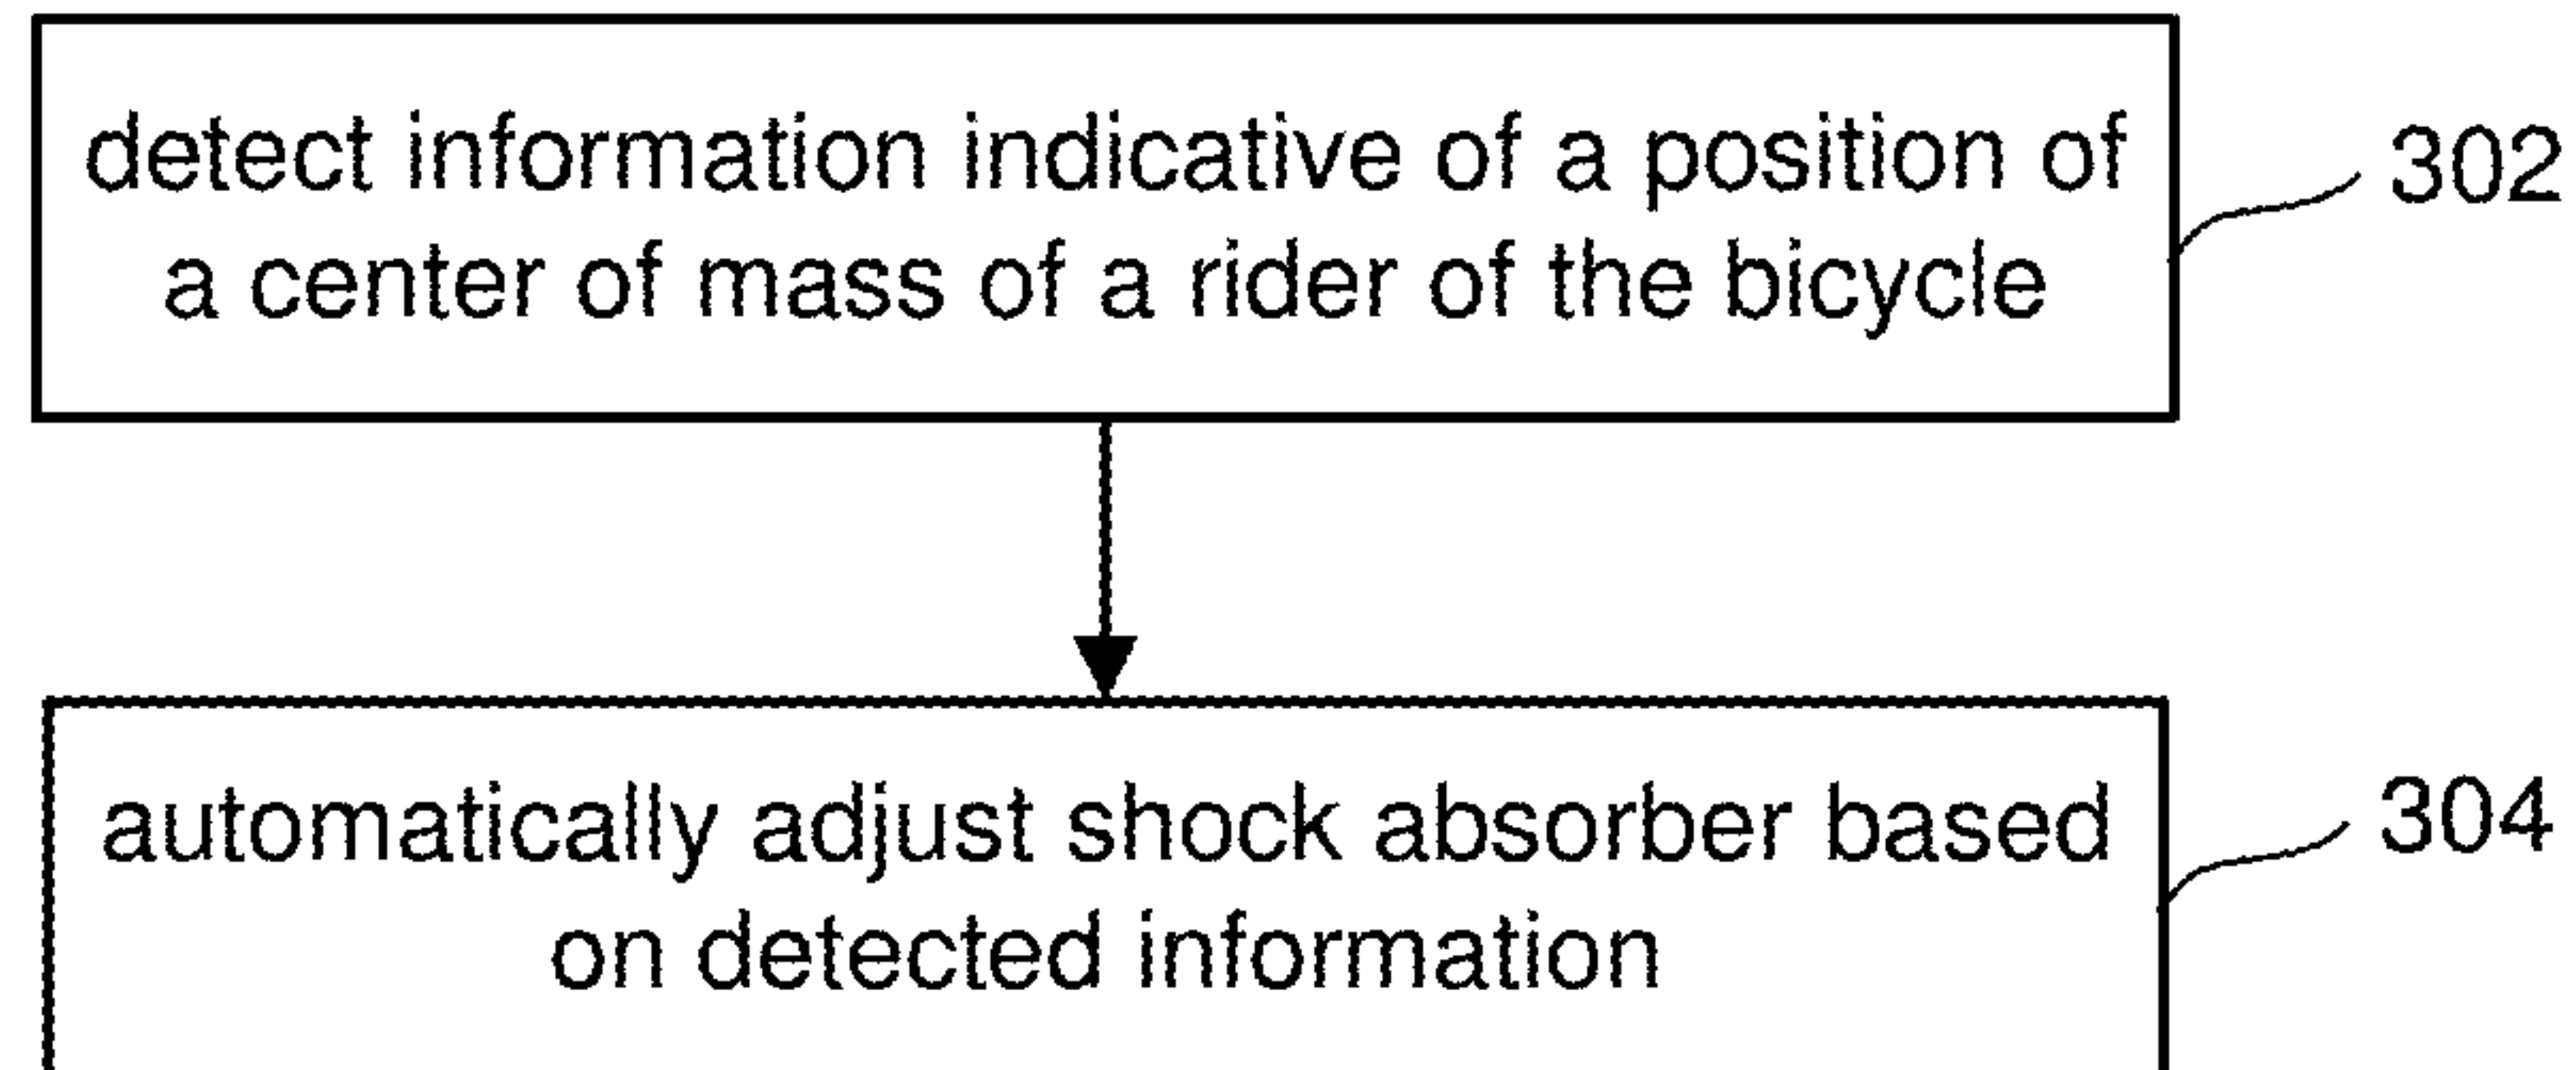 detect information indicative of a position of
a center of mass of a rider of the bicycle
302
automatically adjust shock absorber based
on detected information
304